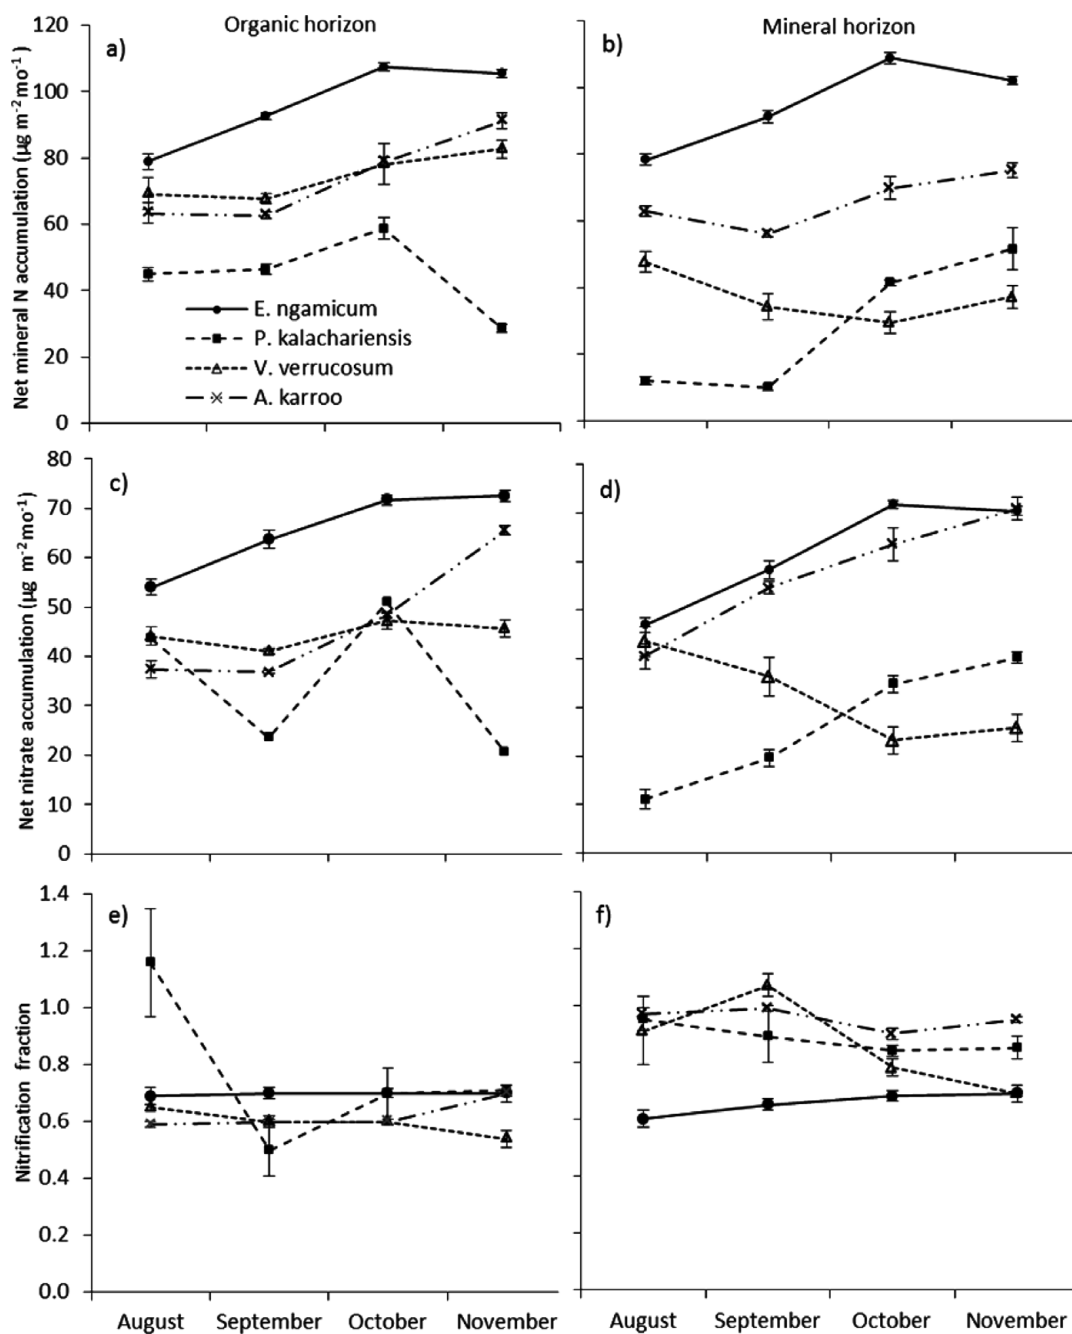 Organic horizon
Mineral horizon
a)
b)
Net mineral N accumulation (µg m-2 mo-1)
120
100
80
60
40
20
0
E. ngamicum
P. kalachariensis
V. verrucosum
A. karroo
c)
d)
Net nitrate accumulation (µg m-2 mo-1)
80
70
60
50
40
30
20
10
0
e)
f)
Nitrification fraction
1.4
1.2
1.0
0.8
0.6
0.4
0.2
0.0
August September October November
August September October November